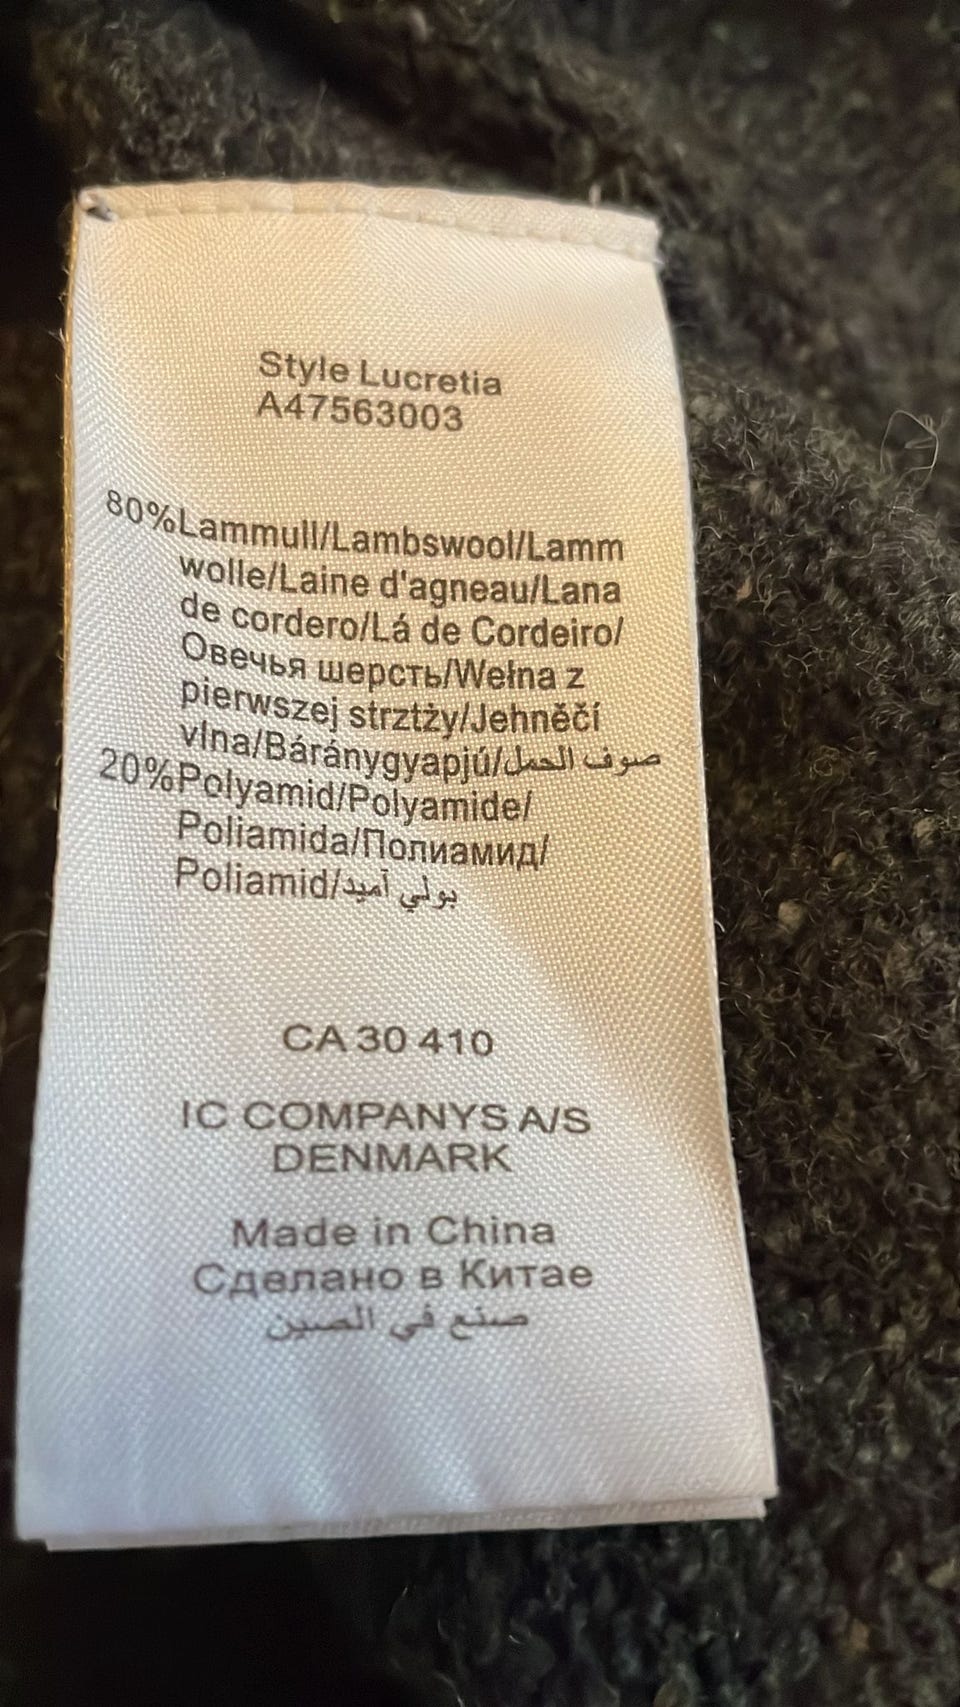 Style Lucretia
A47563003
80%Lammull/Lambswool/Lamm
wolle/Laine d'agneau/Lana
de cordero/Lá de Cordeiro/
Овечья шерсть/Wełna z
pierwszej strztży/Jehněčí
vlna/Báránygyapjú/صوف الحمل
20%Polyamid/Polyamide/
Poliamida/Полиамид/
Poliamid/بولي آميد
CA 30 410
IC COMPANYS A/S
DENMARK
Made in China
Сделано в Китае
صنع في الصين